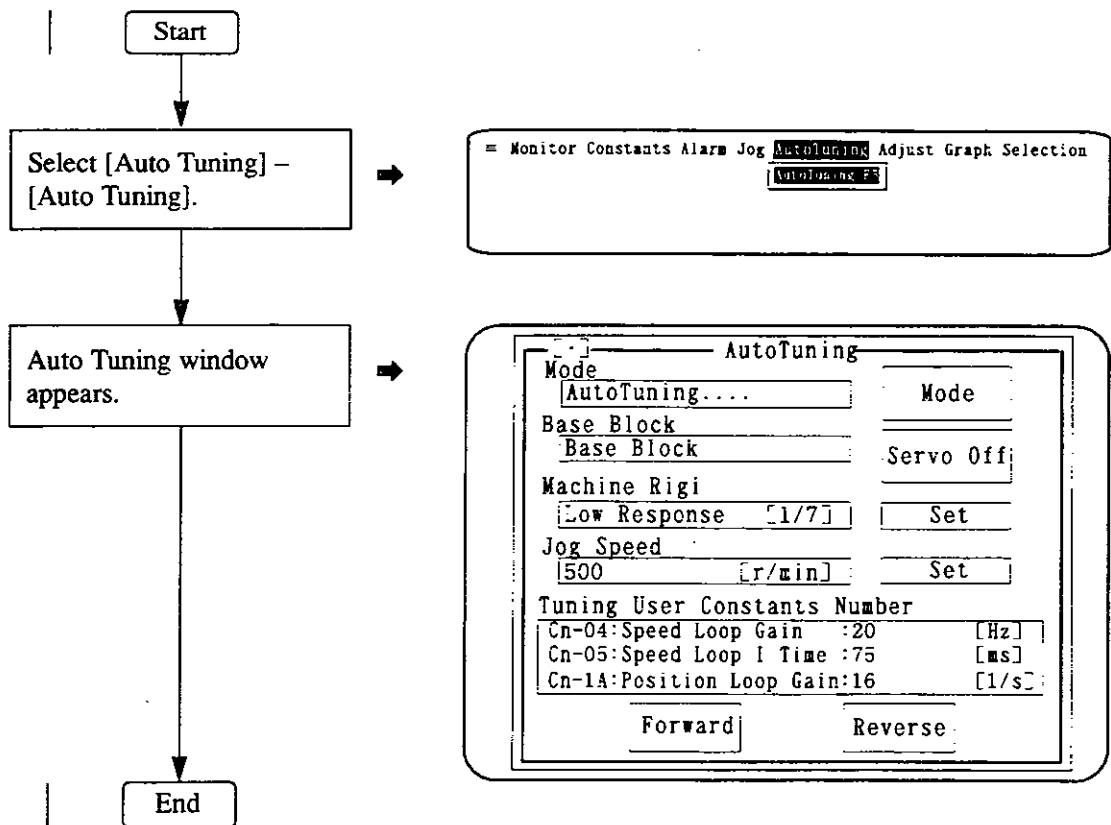 Start
Select [Auto Tuning] –
[Auto Tuning].
≡ Monitor Constants Alarm Jog AutoTuning Adjust Graph Selection
AutoTuning F5
Auto Tuning window
appears.
AutoTuning
Mode
AutoTuning.... Mode
Base Block
Base Block Servo Off
Machine Rigi
Low Response [1/7] Set
Jog Speed
500 [r/min] Set
Tuning User Constants Number
Cn-04:Speed Loop Gain :20 [Hz]
Cn-05:Speed Loop I Time :75 [ms]
Cn-1A:Position Loop Gain:16 [1/s]
Forward Reverse
End